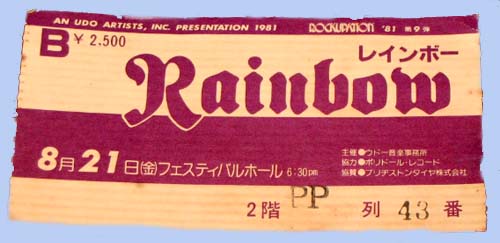 AN UDO ARTISTS, INC. PRESENTATION 1981 ROCKUPATION '81 第9弾
B ¥2,500
レインボー
Rainbow
8月21日(金)フェスティバルホール 6:30pm
主催●ウドー音楽事務所
協力●ポリドール・レコード
協賛●ブリヂストンタイヤ株式会社
2階 PP 列 43 番